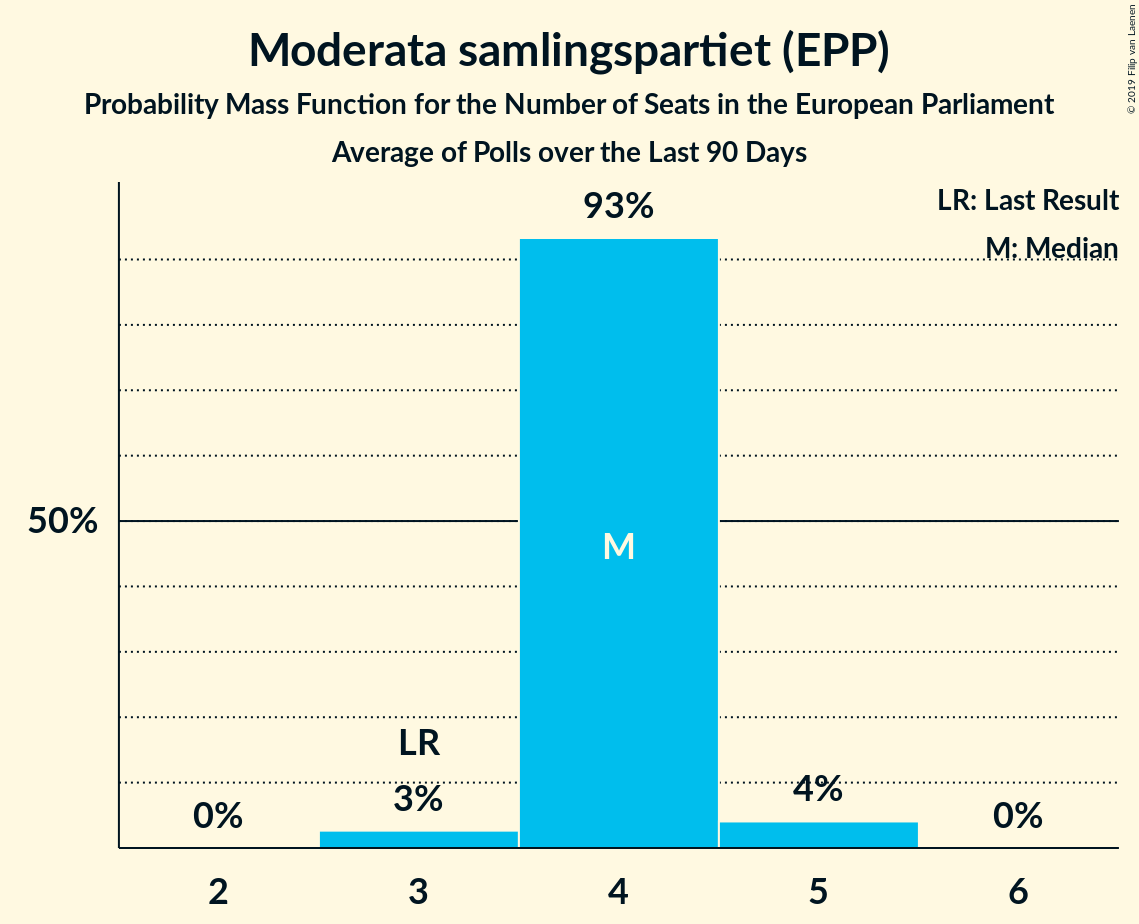 Moderata samlingspartiet (EPP)
Probability Mass Function for the Number of Seats in the European Parliament
Average of Polls over the Last 90 Days
© 2019 Filip van Laenen
LR: Last Result
M: Median
93%
50%
M
LR
0%
3%
4%
0%
2 3 4 5 6